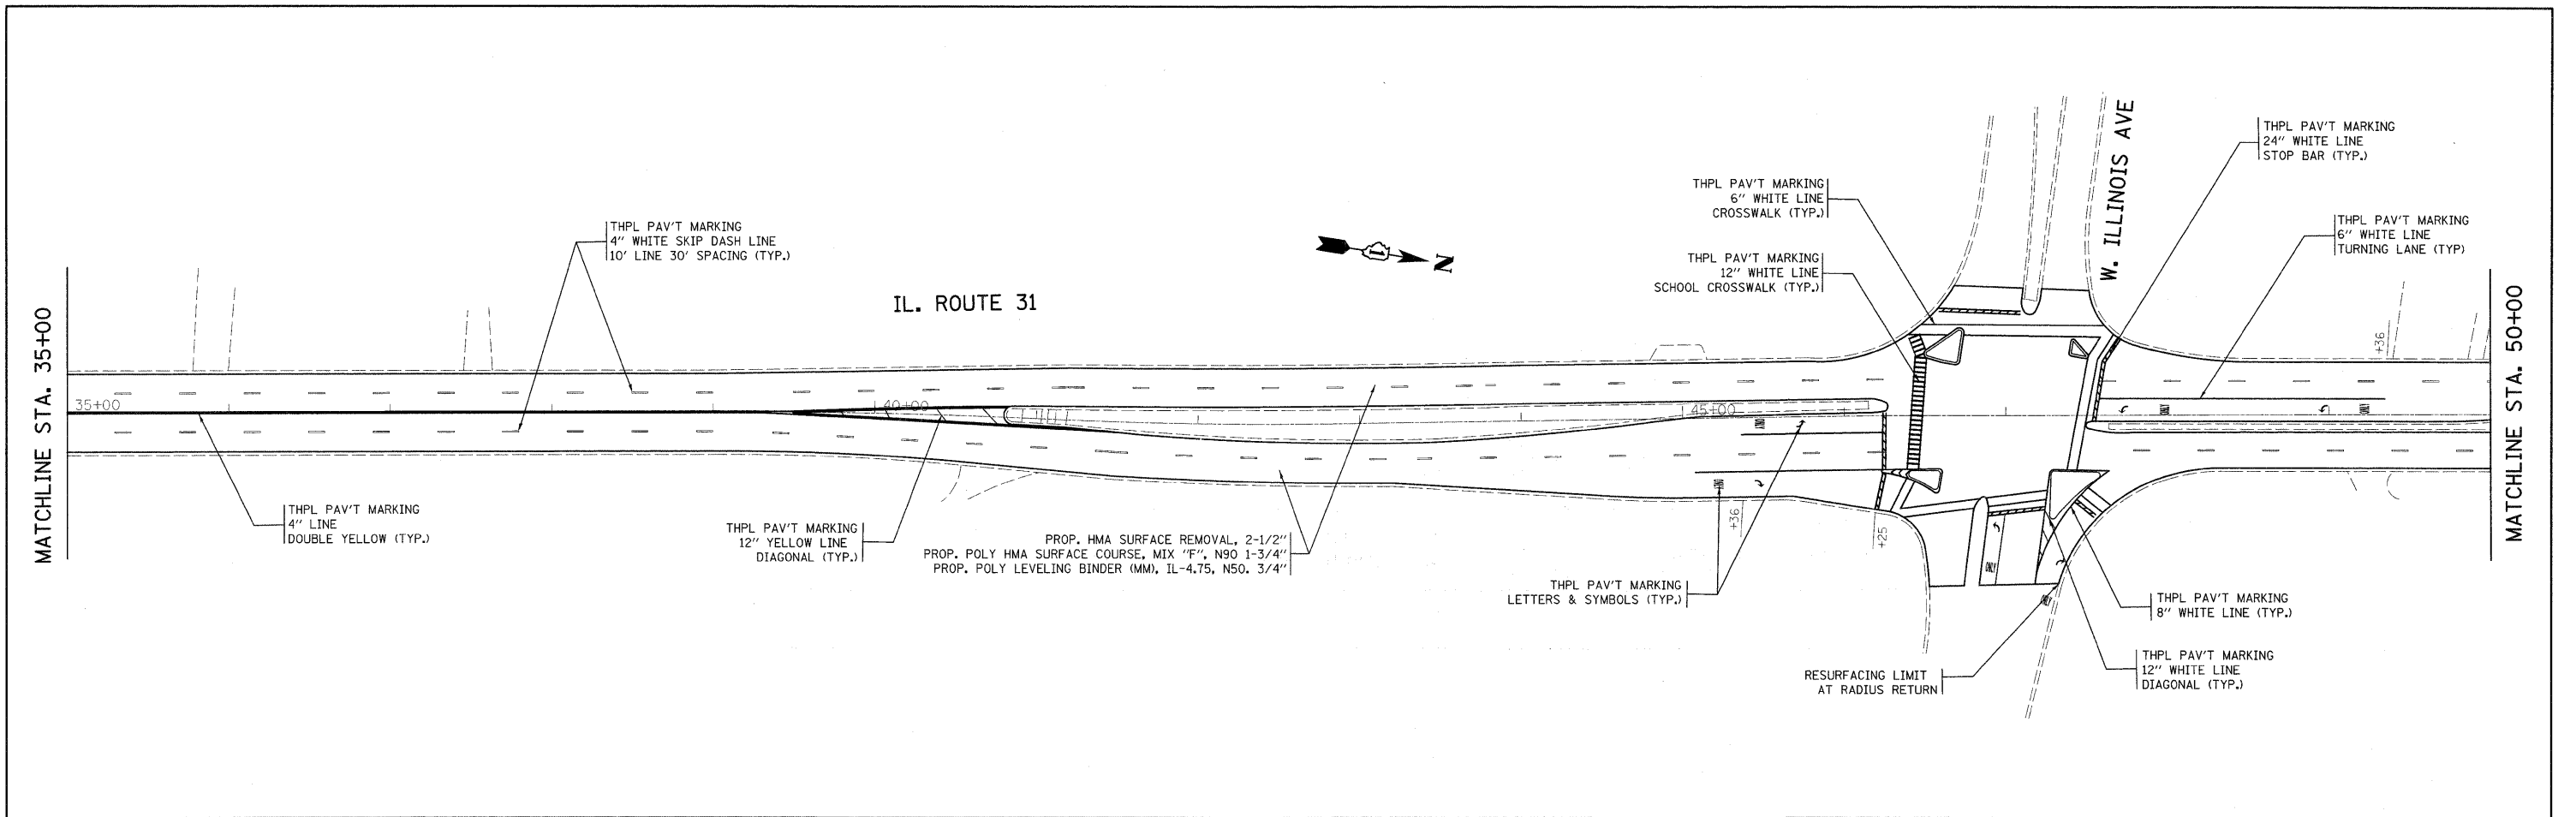 W. ILLINOIS AVE
THPL PAV'T MARKING
24" WHITE LINE
STOP BAR (TYP.)
THPL PAV'T MARKING
6" WHITE LINE
CROSSWALK (TYP.)
THPL PAV'T MARKING
6" WHITE LINE
TURNING LANE (TYP)
THPL PAV'T MARKING
4" WHITE SKIP DASH LINE
10' LINE 30' SPACING (TYP.)
N
THPL PAV'T MARKING
12" WHITE LINE
SCHOOL CROSSWALK (TYP.)
IL. ROUTE 31
MATCHLINE STA. 35+00
MATCHLINE STA. 50+00
+36
35+00
40+00
45+00
ONLY
ONLY
ONLY
ONLY
+36
+25
THPL PAV'T MARKING
4" LINE
DOUBLE YELLOW (TYP.)
THPL PAV'T MARKING
12" YELLOW LINE
DIAGONAL (TYP.)
PROP. HMA SURFACE REMOVAL, 2-1/2"
PROP. POLY HMA SURFACE COURSE, MIX "F", N90 1-3/4"
PROP. POLY LEVELING BINDER (MM), IL-4.75, N50. 3/4"
ONLY
ONLY
THPL PAV'T MARKING
LETTERS & SYMBOLS (TYP.)
THPL PAV'T MARKING
8" WHITE LINE (TYP.)
THPL PAV'T MARKING
12" WHITE LINE
DIAGONAL (TYP.)
RESURFACING LIMIT
AT RADIUS RETURN